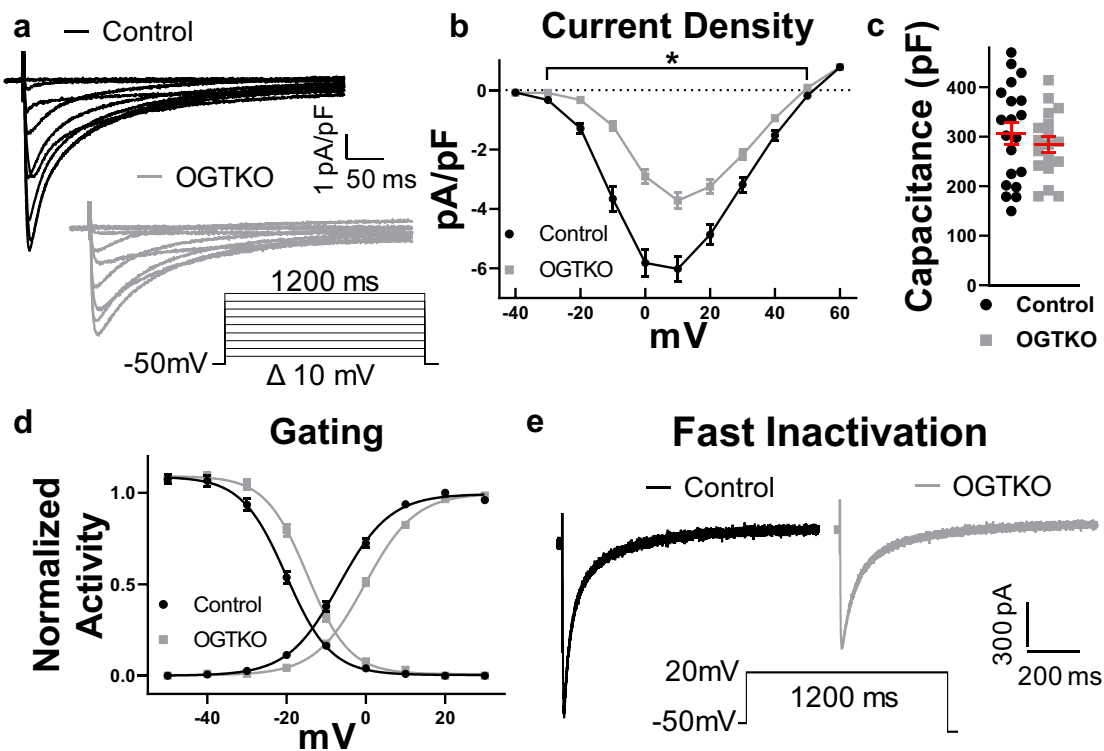 a
Control
1 pA/pF
50 ms
OGTKO
1200 ms
-50mV
Δ 10 mV
b
Current Density
*
0
-2
-4
-6
pA/pF
Control
OGTKO
-40 -20 0 20 40 60
mV
c
Capacitance (pF)
400
300
200
100
0
Control
OGTKO
d
Gating
Normalized
Activity
1.0
0.5
0.0
Control
OGTKO
-40 -20 0 20
mV
e
Fast Inactivation
Control
OGTKO
300 pA
200 ms
20mV
1200 ms
-50mV